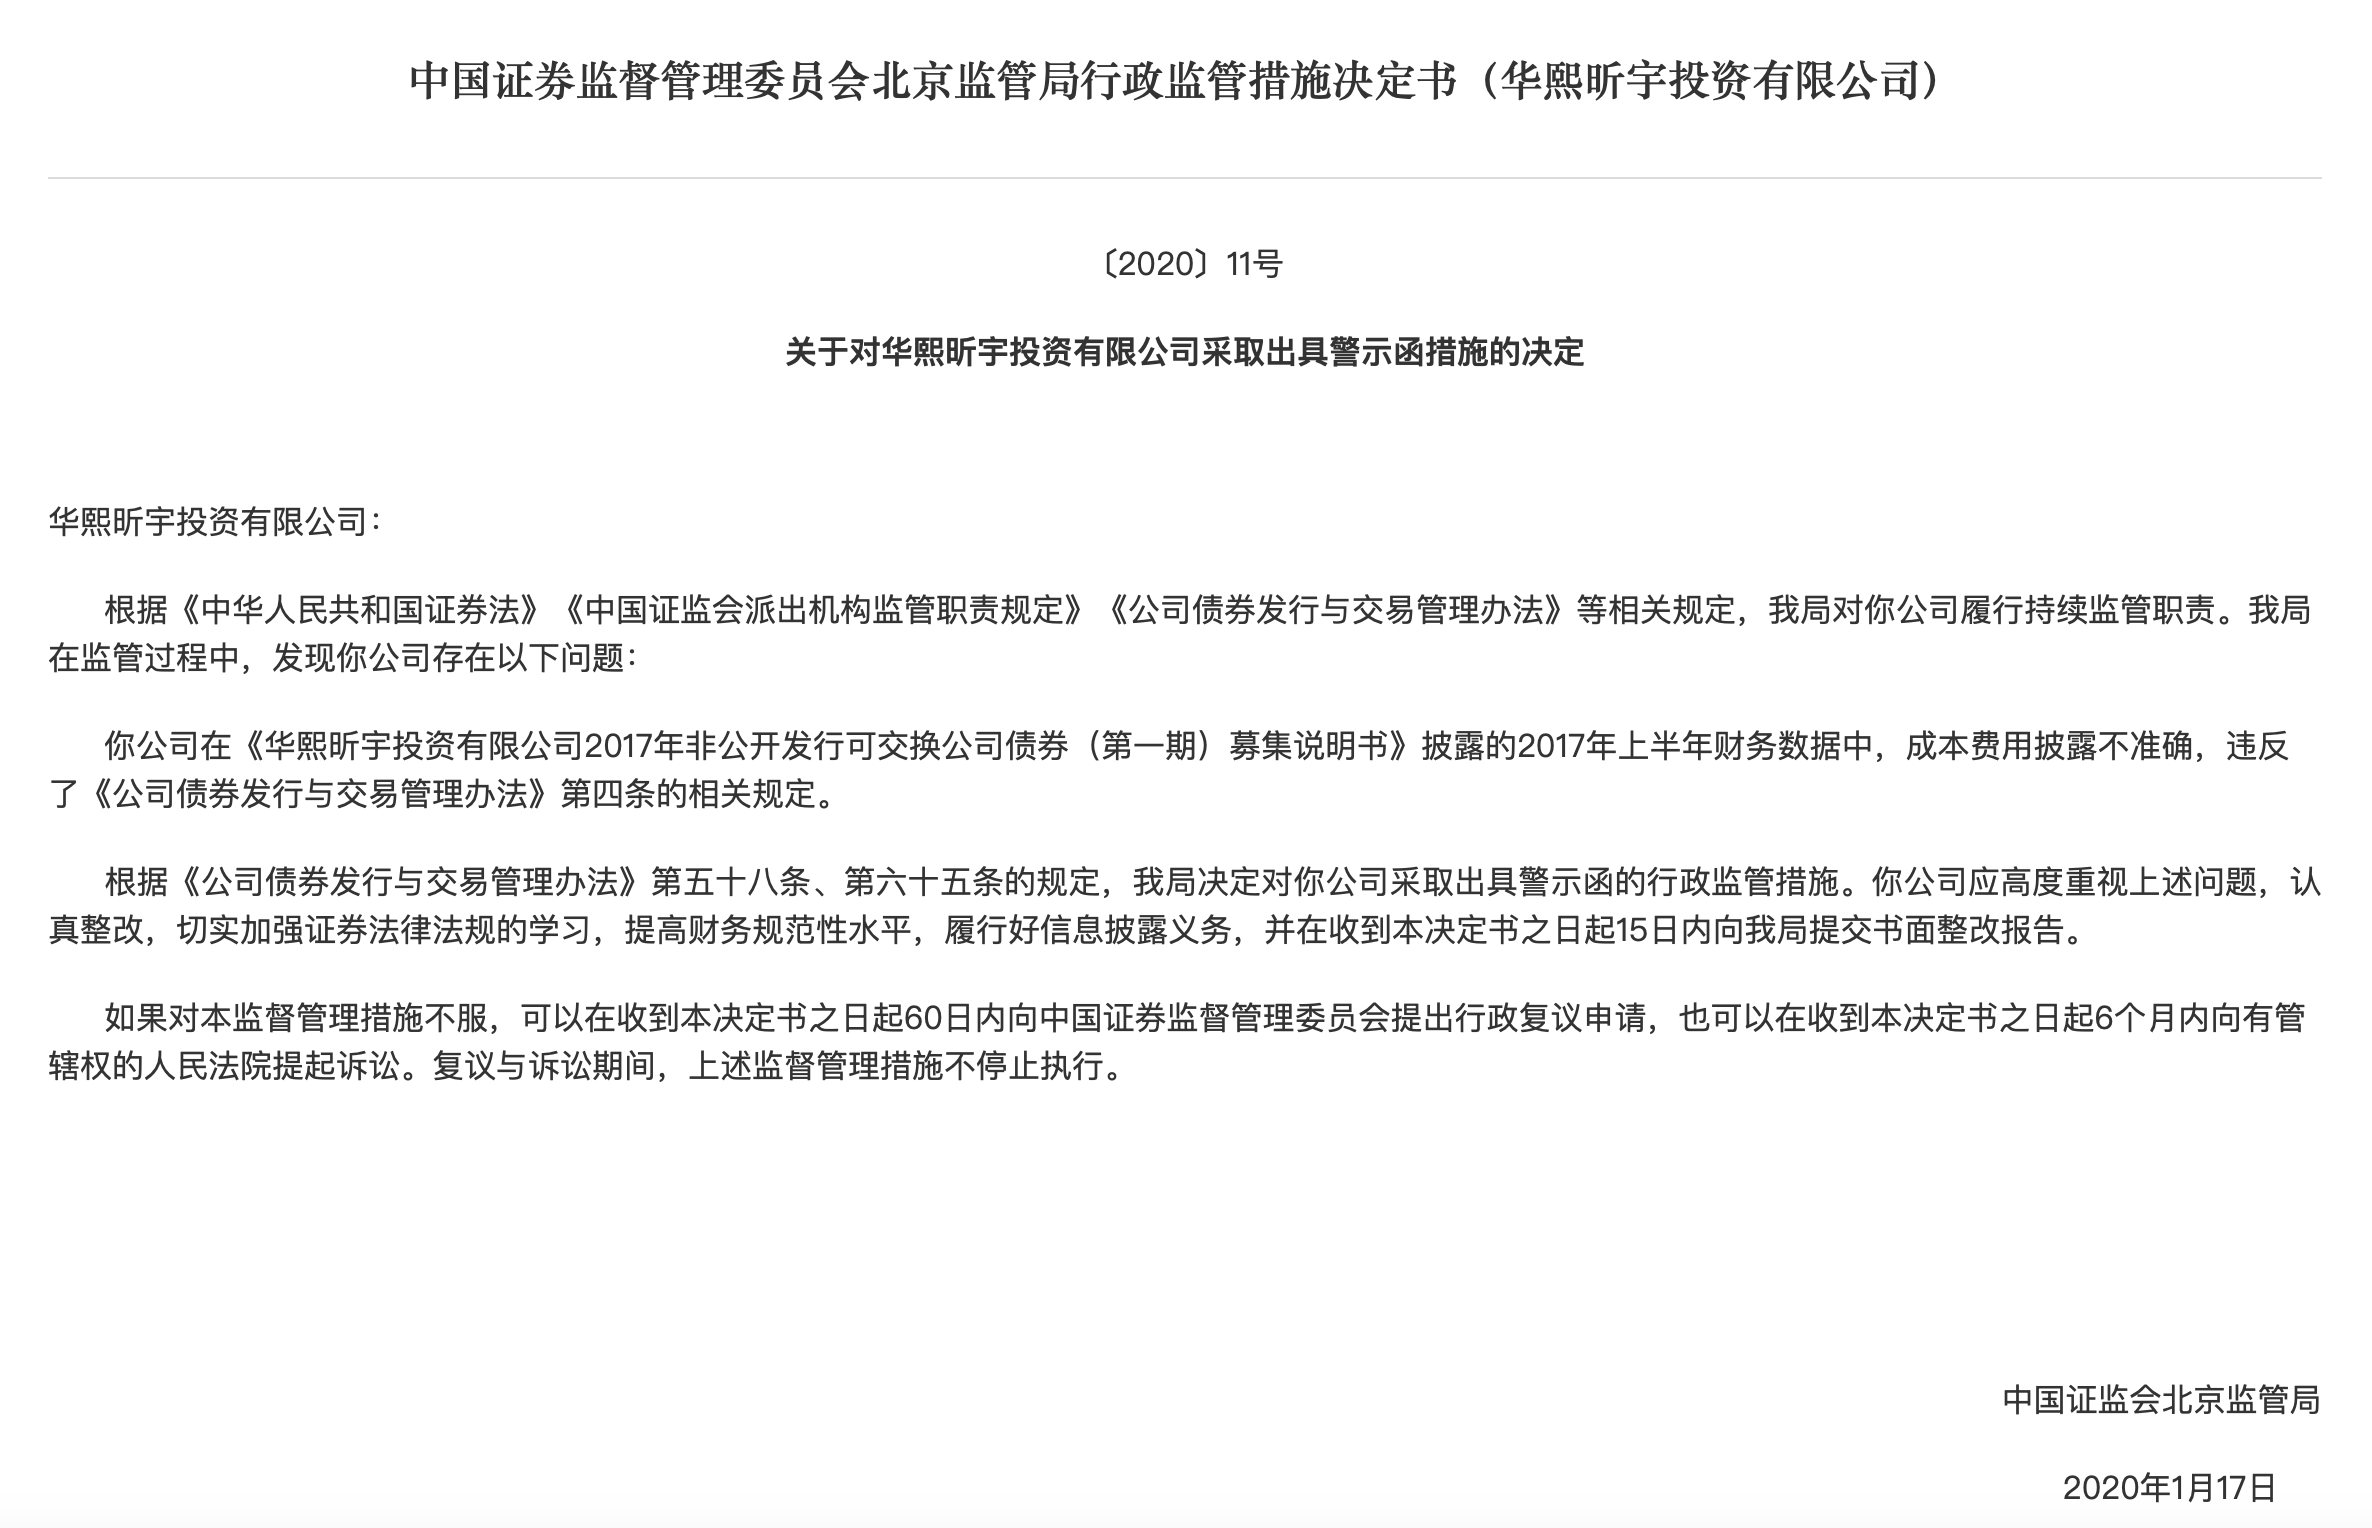 中国证券监督管理委员会北京监管局行政监管措施决定书（华熙昕宇投资有限公司）
〔2020〕11号
关于对华熙昕宇投资有限公司采取出具警示函措施的决定
华熙昕宇投资有限公司：
根据《中华人民共和国证券法》《中国证监会派出机构监管职责规定》《公司债券发行与交易管理办法》等相关规定，我局对你公司履行持续监管职责。我局
在监管过程中，发现你公司存在以下问题：
你公司在《华熙昕宇投资有限公司2017年非公开发行可交换公司债券（第一期）募集说明书》披露的2017年上半年财务数据中，成本费用披露不准确，违反
了《公司债券发行与交易管理办法》第四条的相关规定。
根据《公司债券发行与交易管理办法》第五十八条、第六十五条的规定，我局决定对你公司采取出具警示函的行政监管措施。你公司应高度重视上述问题，认
真整改，切实加强证券法律法规的学习，提高财务规范性水平，履行好信息披露义务，并在收到本决定书之日起15日内向我局提交书面整改报告。
如果对本监督管理措施不服，可以在收到本决定书之日起60日内向中国证券监督管理委员会提出行政复议申请，也可以在收到本决定书之日起6个月内向有管
辖权的人民法院提起诉讼。复议与诉讼期间，上述监督管理措施不停止执行。
中国证监会北京监管局
2020年1月17日